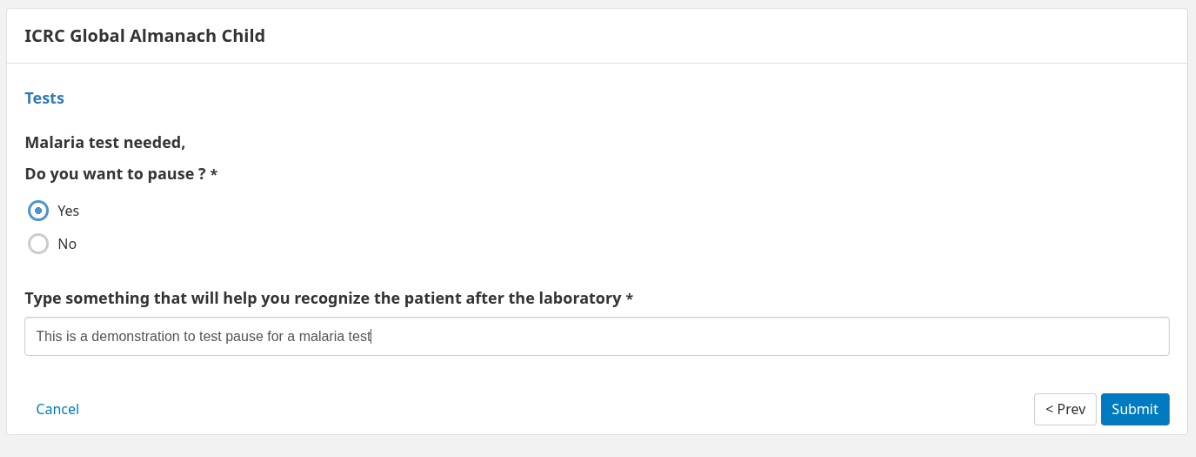 ICRC Global Almanach Child
Tests
Malaria test needed,
Do you want to pause ? *
Yes
No
Type something that will help you recognize the patient after the laboratory *
This is a demonstration to test pause for a malaria test
Cancel
< Prev
Submit